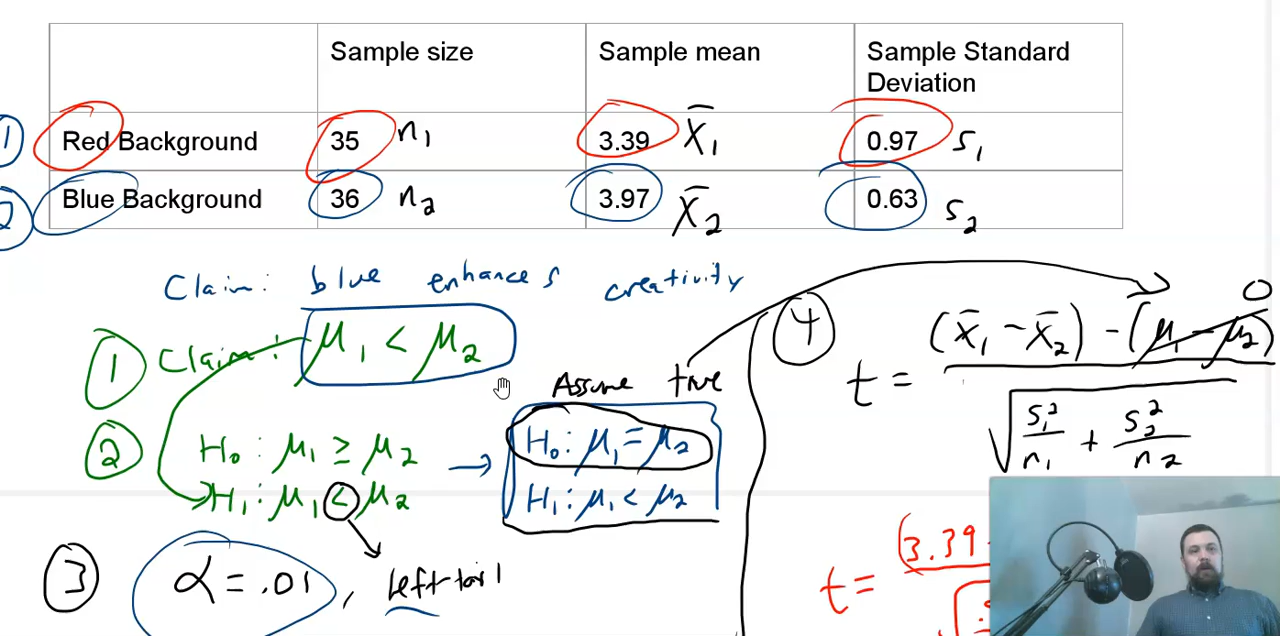 Sample size Sample mean Sample Standard
Deviation
1 Red Background 35 n₁ 3.39 x̄₁ 0.97 s₁
2 Blue Background 36 n₂ 3.97 x̄₂ 0.63 s₂
Claim: blue enhances creativity
1 Claim: μ₁ < μ₂
2 H₀: μ₁ ≥ μ₂
H₁: μ₁ < μ₂
Assume true
H₀: μ₁ = μ₂
H₁: μ₁ < μ₂
3 α = .01, left-tail
4 t = (x̄₁ - x̄₂) - (μ₁ - μ₂) 0
√ s₁²/n₁ + s₂²/n₂
t = (3.39